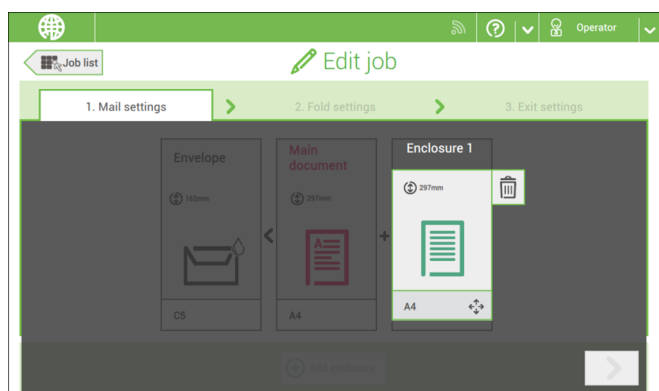 Operator
Job list
Edit job
1. Mail settings
2. Fold settings
3. Exit settings
Envelope
Main
document
Enclosure 1
162mm
297mm
297mm
C5
A4
A4
Add enclosure